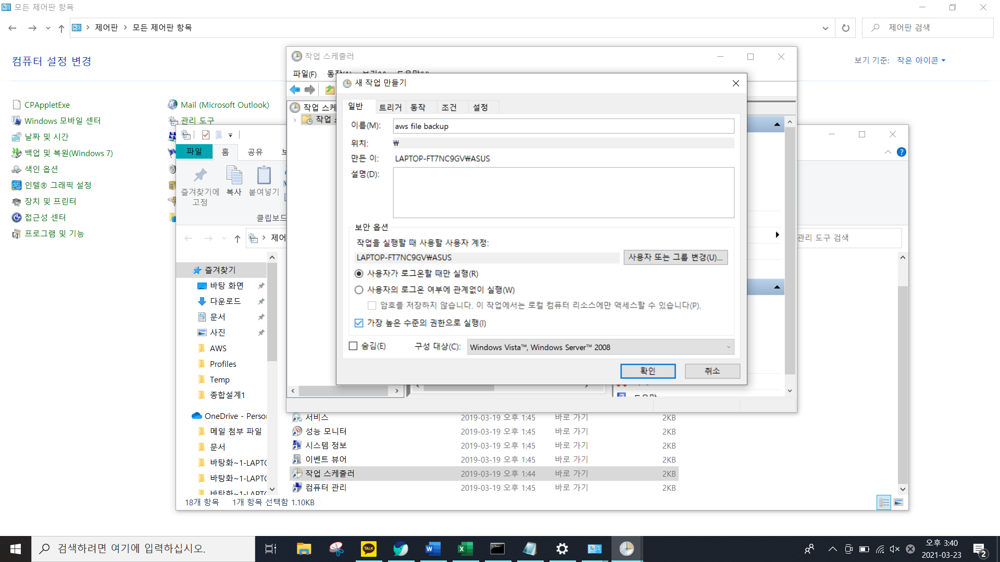 모든 제어판 항목
제어판
모든 제어판 항목
제어판 검색
컴퓨터 설정 변경
보기 기준:
작은 아이콘
CPAppletExe
Windows 모바일 센터
날짜 및 시간
백업 및 복원(Windows 7)
색인 옵션
인텔® 그래픽 설정
장치 및 프린터
접근성 센터
프로그램 및 기능
Mail (Microsoft Outlook)
관리 도구
작업 스케줄러
파일(F)
작업 스케
작업
새 작업 만들기
일반
트리거
동작
조건
설정
이름(M):
aws file backup
위치:
\
만든 이:
LAPTOP-FT7NC9GV\ASUS
설명(D):
보안 옵션
작업을 실행할 때 사용할 사용자 계정:
LAPTOP-FT7NC9GV\ASUS
사용자 또는 그룹 변경(U)...
사용자가 로그온할 때만 실행(R)
사용자의 로그온 여부에 관계없이 실행(W)
암호를 저장하지 않습니다. 이 작업에서는 로컬 컴퓨터 리소스에만 액세스할 수 있습니다(P).
가장 높은 수준의 권한으로 실행(I)
숨김(E)
구성 대상(C):
Windows Vista™, Windows Server™ 2008
확인
취소
파일
홈
공유
보
즐겨찾기에 고정
복사
붙여넣기
클립보드
제어
관리 도구 검색
즐겨찾기
바탕 화면
다운로드
문서
사진
AWS
Profiles
Temp
종합설계1
OneDrive - Person
메일 첨부 파일
문서
바탕화~1-LAPTO
바탕화~1-LAPTO
바탕화~1-LAPTO
서비스 2019-03-19 오후 1:45 바로 가기 2KB
성능 모니터 2019-03-19 오후 1:45 바로 가기 2KB
시스템 정보 2019-03-19 오후 1:45 바로 가기 2KB
이벤트 뷰어 2019-03-19 오후 1:45 바로 가기 2KB
작업 스케줄러 2019-03-19 오후 1:44 바로 가기 2KB
컴퓨터 관리 2019-03-19 오후 1:45 바로 가기 2KB
18개 항목
1개 항목 선택함 1.10KB
검색하려면 여기에 입력하십시오.
TALK
오후 3:40
2021-03-23
2